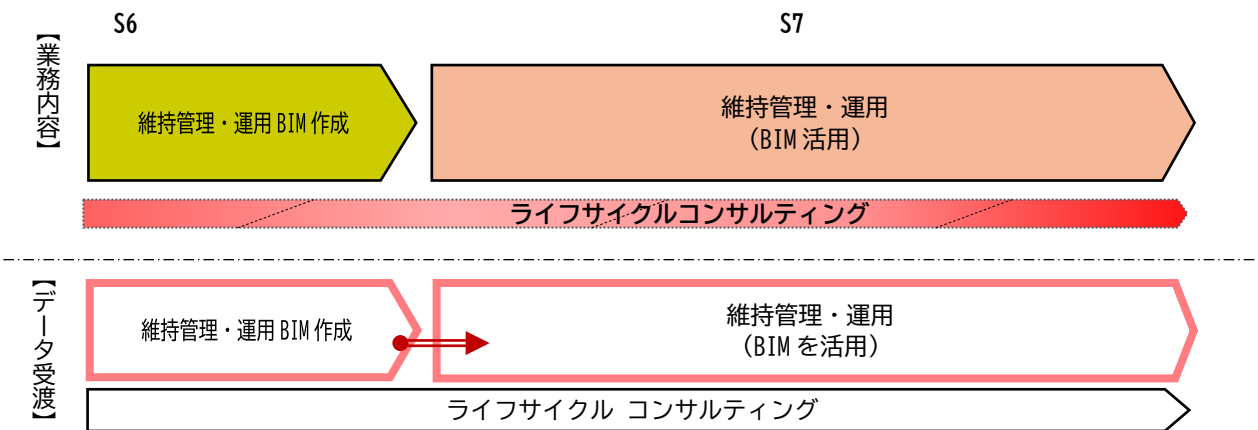 S6
S7
【業務内容】
維持管理・運用 BIM 作成
維持管理・運用
（BIM 活用）
ライフサイクルコンサルティング
【データ受渡】
維持管理・運用 BIM 作成
維持管理・運用
（BIM を活用）
ライフサイクル コンサルティング